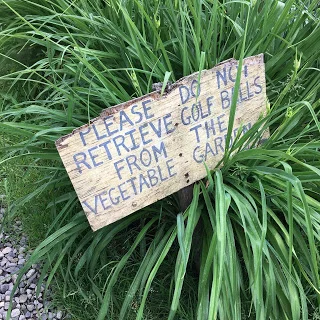 PLEASE DO NOT
RETRIEVE GOLF BALLS
FROM THE
VEGETABLE GARDEN